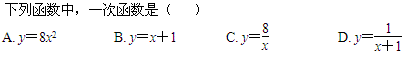 下列函数中，一次函数是（　　）
A. y＝8x² B. y＝x＋1 C. y＝8/x D. y＝1/(x＋1)